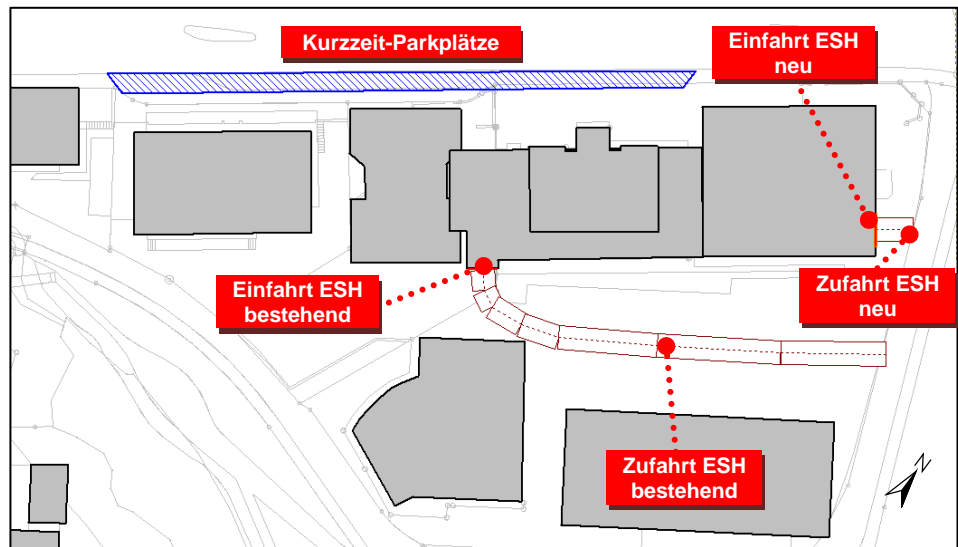 Kurzzeit-Parkplätze
Einfahrt ESH
neu
Einfahrt ESH
bestehend
Zufahrt ESH
neu
Zufahrt ESH
bestehend
N